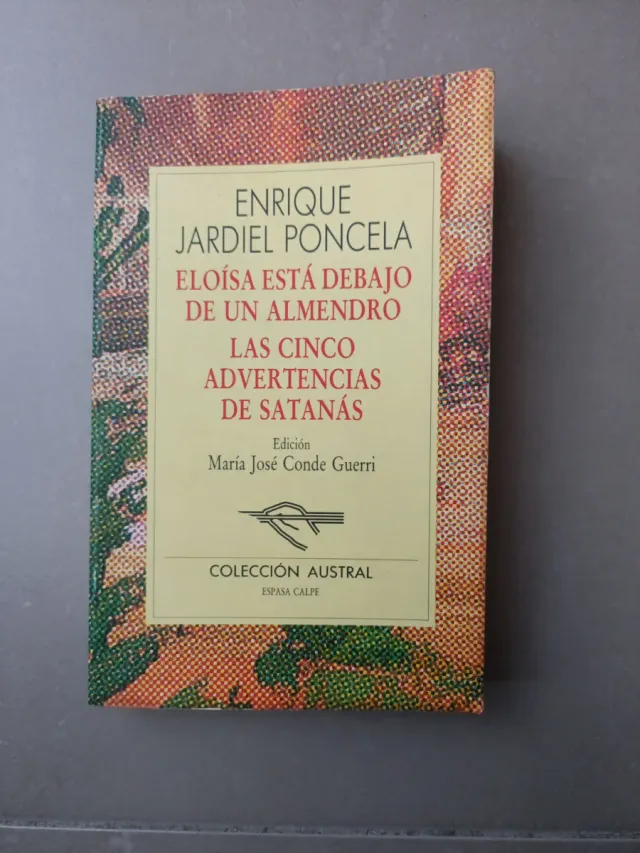 ENRIQUE
JARDIEL PONCELA
ELOÍSA ESTÁ DEBAJO
DE UN ALMENDRO
LAS CINCO
ADVERTENCIAS
DE SATANÁS
Edición
María José Conde Guerri
COLECCIÓN AUSTRAL
ESPASA CALPE